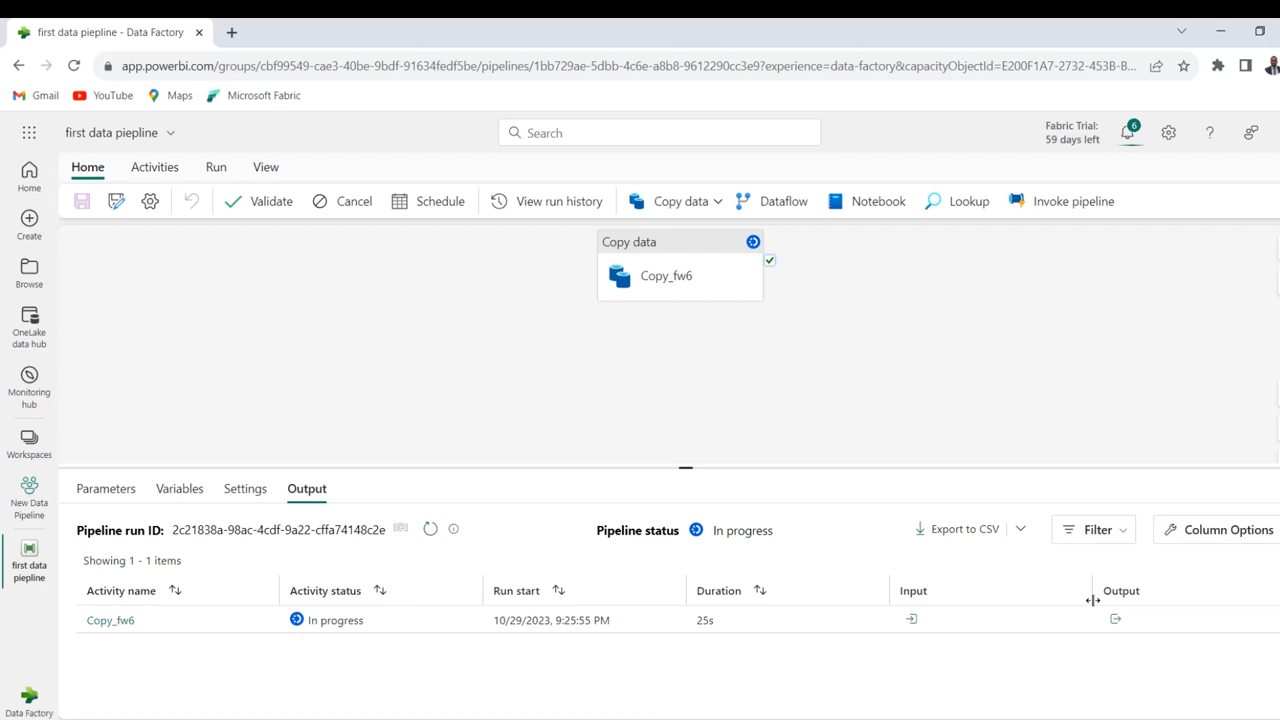 first data piepline - Data Factory
app.powerbi.com/groups/cbf99549-cae3-40be-9bdf-91634fedf5be/pipelines/1bb729ae-5dbb-4c6e-a8b8-9612290cc3e9?experience=data-factory&capacityObjectId=E200F1A7-2732-453B-B...
Gmail YouTube Maps Microsoft Fabric
first data piepline Search Fabric Trial: 59 days left 6
Home Activities Run View
Validate Cancel Schedule View run history Copy data Dataflow Notebook Lookup Invoke pipeline
Home
Create
Browse
OneLake
data hub
Monitoring
hub
Workspaces
New Data
Pipeline
first data
piepline
Data Factory
Copy data
Copy_fw6
Parameters Variables Settings Output
Pipeline run ID: 2c21838a-98ac-4cdf-9a22-cffa74148c2e Pipeline status In progress Export to CSV Filter Column Options
Showing 1 - 1 items
Activity name Activity status Run start Duration Input Output
Copy_fw6 In progress 10/29/2023, 9:25:55 PM 25s